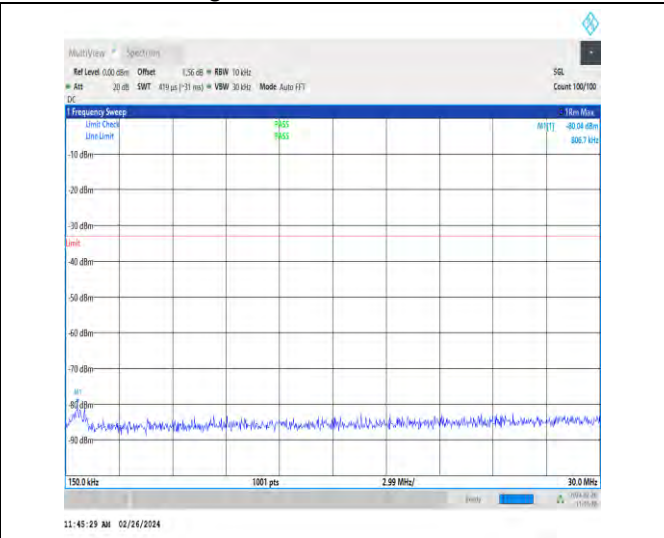 MultiView Spectrum
Ref Level 0.00 dBm Offset 1.56 dB RBW 10 kHz SGL
Att 20 dB SWT 419 µs (~31 ms) VBW 30 kHz Mode Auto FFT Count 100/100
DC
1 Frequency Sweep 1Rm Max
Limit Check PASS M1[1] -80.04 dBm
Line Limit PASS 806.7 kHz
-10 dBm
-20 dBm
-30 dBm
Limit
-40 dBm
-50 dBm
-60 dBm
-70 dBm
M1
-80 dBm
-90 dBm
150.0 kHz 1001 pts 2.99 MHz/ 30.0 MHz
11:45:29 AM 02/26/2024